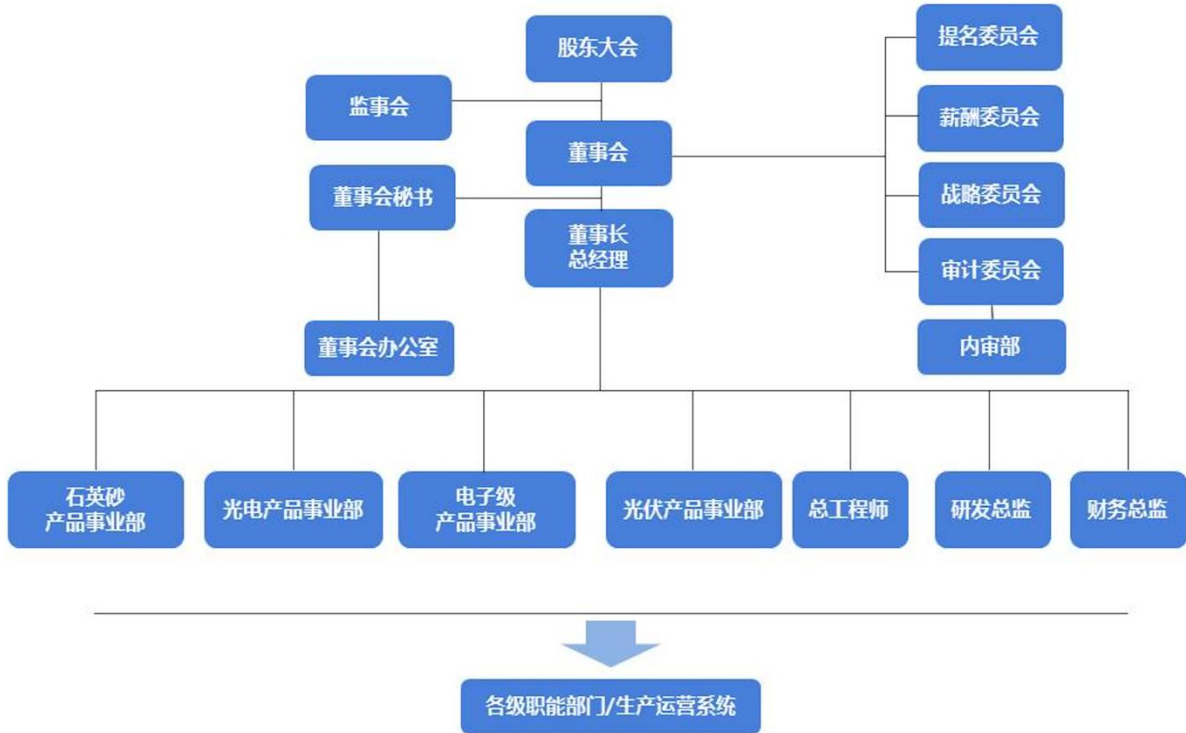 股东大会
提名委员会
监事会
薪酬委员会
董事会
董事会秘书
战略委员会
董事长
总经理
审计委员会
董事会办公室
内审部
石英砂
产品事业部
光电产品事业部
电子级
产品事业部
光伏产品事业部
总工程师
研发总监
财务总监
各级职能部门/生产运营系统